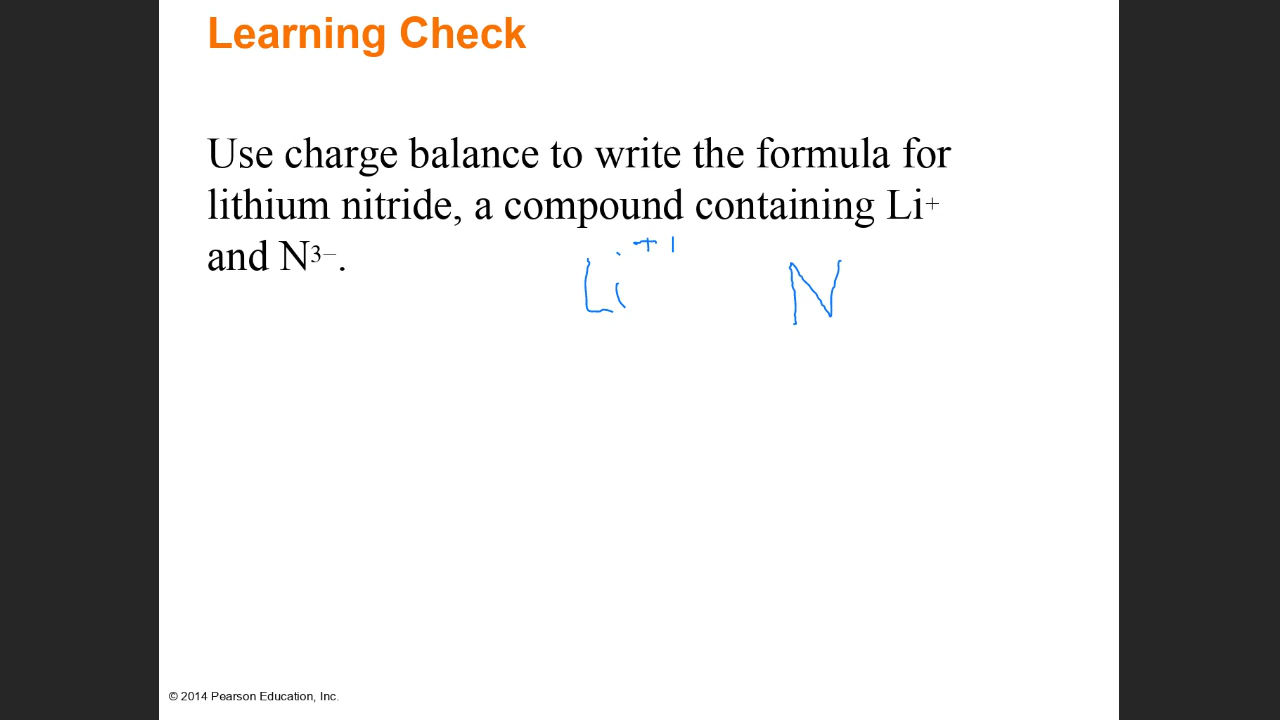 Learning Check
Use charge balance to write the formula for
lithium nitride, a compound containing Li⁺
and N³⁻.
Li⁺¹ N
© 2014 Pearson Education, Inc.